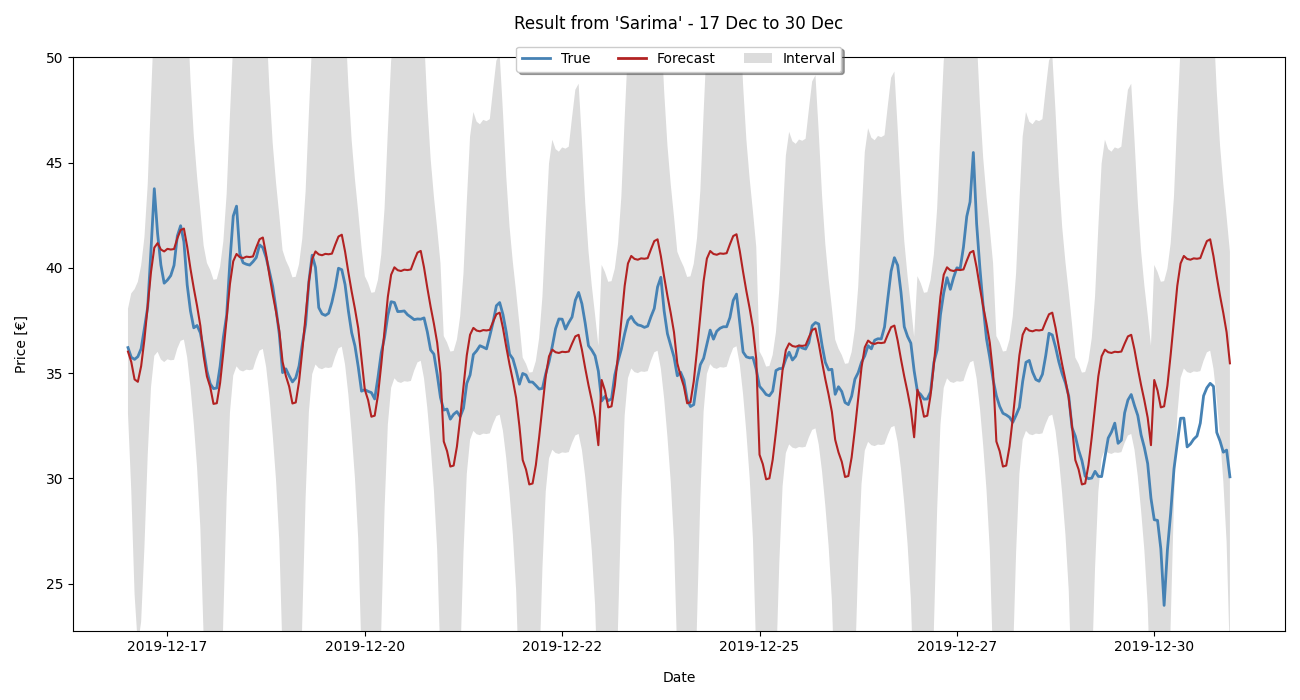 Result from 'Sarima' - 17 Dec to 30 Dec
True Forecast Interval
Price [€]
50
45
40
35
30
25
2019-12-17 2019-12-20 2019-12-22 2019-12-25 2019-12-27 2019-12-30
Date